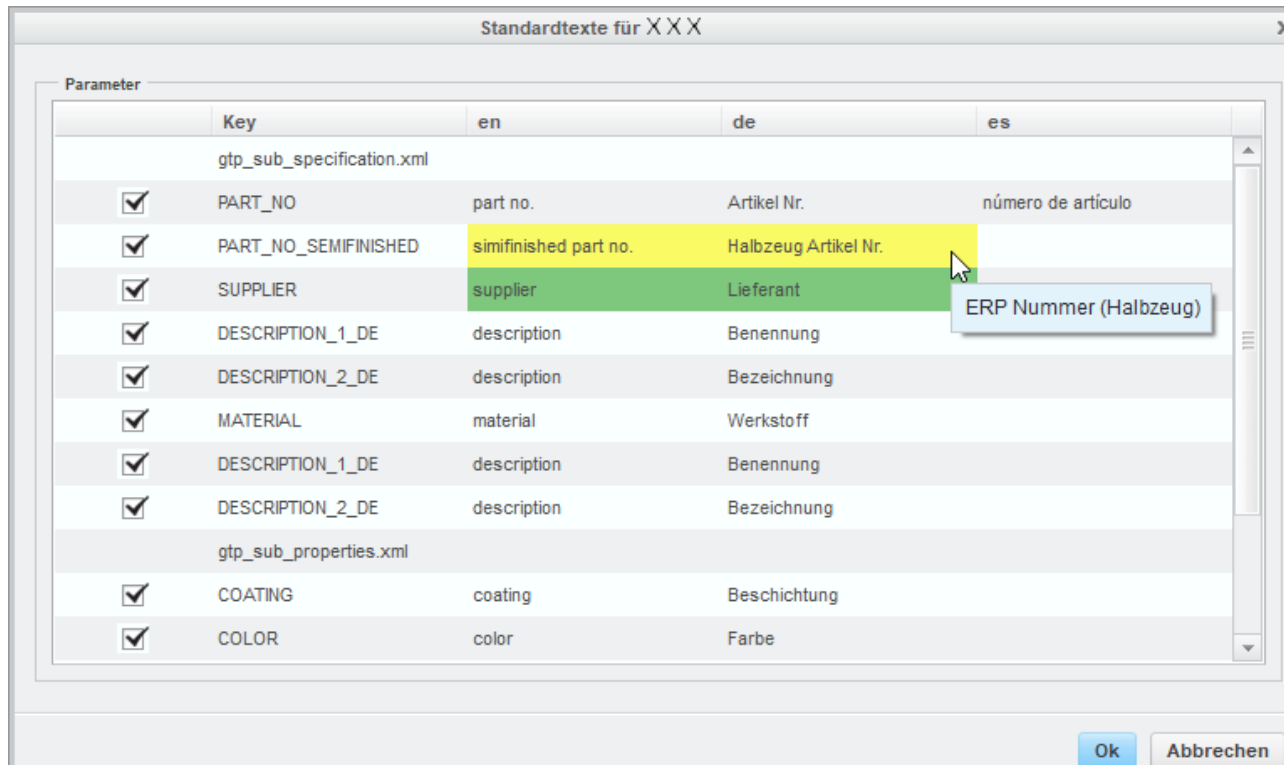 Standardtexte für X X X x
Parameter
Key en de es
gtp_sub_specification.xml
PART_NO part no. Artikel Nr. número de artículo
PART_NO_SEMIFINISHED simifinished part no. Halbzeug Artikel Nr.
SUPPLIER supplier Lieferant
ERP Nummer (Halbzeug)
DESCRIPTION_1_DE description Benennung
DESCRIPTION_2_DE description Bezeichnung
MATERIAL material Werkstoff
DESCRIPTION_1_DE description Benennung
DESCRIPTION_2_DE description Bezeichnung
gtp_sub_properties.xml
COATING coating Beschichtung
COLOR color Farbe
Ok Abbrechen